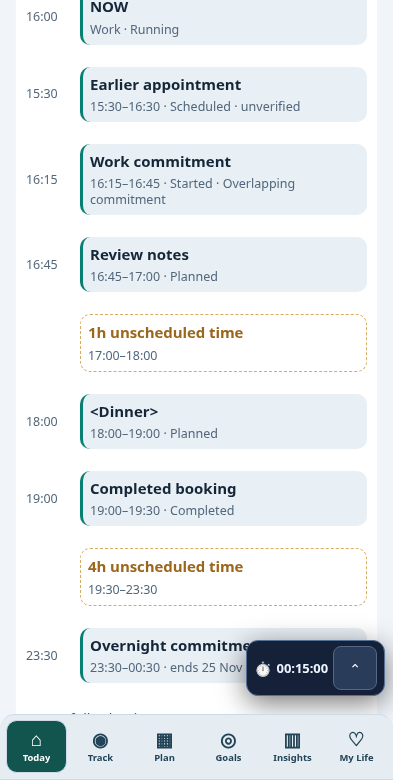 NOW
16:00
Work · Running
Earlier appointment
15:30
15:30–16:30 · Scheduled · unverified
Work commitment
16:15
16:15–16:45 · Started · Overlapping
commitment
Review notes
16:45
16:45–17:00 · Planned
1h unscheduled time
17:00–18:00
<Dinner>
18:00
18:00–19:00 · Planned
Completed booking
19:00
19:00–19:30 · Completed
4h unscheduled time
19:30–23:30
Overnight
23:30
23:30–00:30 · ends 25 Nov
00:15:00
Today
Track
Plan
Goals
Insights
My Life